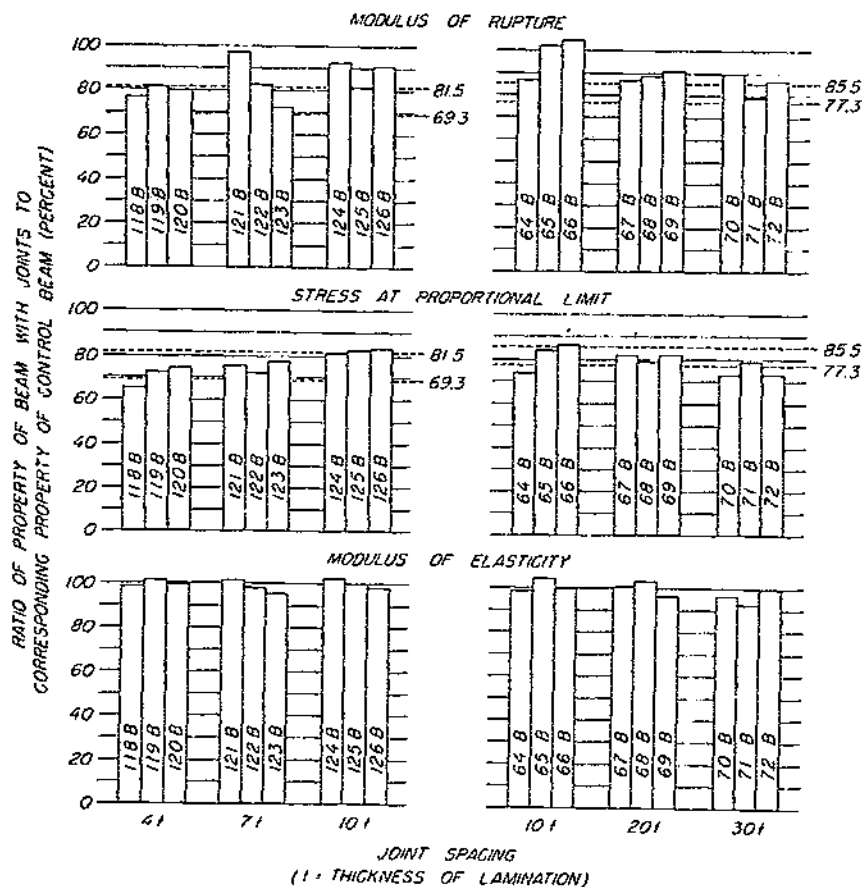 MODULUS OF RUPTURE
RATIO OF PROPERTY OF BEAM WITH JOINTS TO
CORRESPONDING PROPERTY OF CONTROL BEAM (PERCENT)
100
80
60
40
20
0
118 B
119 B
120 B
121 B
122 B
123 B
124 B
125 B
126 B
81.5
69.3
64 B
65 B
66 B
67 B
68 B
69 B
70 B
71 B
72 B
85.5
77.3
STRESS AT PROPORTIONAL LIMIT
100
80
60
40
20
0
118 B
119 B
120 B
121 B
122 B
123 B
124 B
125 B
126 B
81.5
69.3
64 B
65 B
66 B
67 B
68 B
69 B
70 B
71 B
72 B
85.5
77.3
MODULUS OF ELASTICITY
100
80
60
40
20
0
118 B
119 B
120 B
121 B
122 B
123 B
124 B
125 B
126 B
64 B
65 B
66 B
67 B
68 B
69 B
70 B
71 B
72 B
4t
7t
10t
10t
20t
30t
JOINT SPACING
(t = THICKNESS OF LAMINATION)